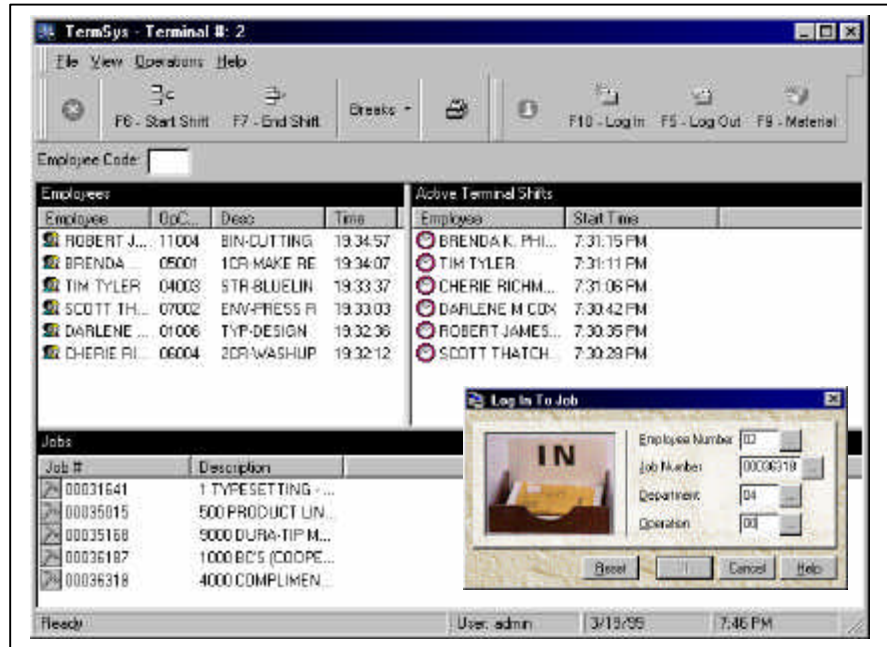 TermSys - Terminal #: 2
File View Operations Help
F6 - Start Shift F7 - End Shift Breaks F10 - Log In F5 - Log Out F9 - Material
Employee Code:
Employees
Employee OpC... Desc Time
ROBERT J... 11004 BIN-CUTTING 19:34:57
BRENDA ... 05001 1CR-MAKE RE 19:34:07
TIM TYLER 04003 STR-BLUELIN 19:33:37
SCOTT TH... 07002 ENV-PRESS R 19:33:03
DARLENE ... 01006 TYP-DESIGN 19:32:36
CHERIE RI... 06004 2CR-WASHUP 19:32:12
Active Terminal Shifts
Employee Start Time
BRENDA K. PHI... 7:31:15 PM
TIM TYLER 7:31:11 PM
CHERIE RICHM... 7:31:06 PM
DARLENE M COX 7:30:42 PM
ROBERT JAMES... 7:30:35 PM
SCOTT THATCH... 7:30:28 PM
Jobs
Job # Description
00031641 1 TYPESETTING -...
00035015 500 PRODUCT LIN...
00035168 9000 DURA-TIP M...
00036187 1000 BC'S (COOPE...
00036318 4000 COMPLIMEN...
Log In To Job
IN
Employee Number 02 ...
Job Number 00036318 ...
Department 04 ...
Operation 00 ...
Reset Cancel Help
Ready User: admin 7:46 PM